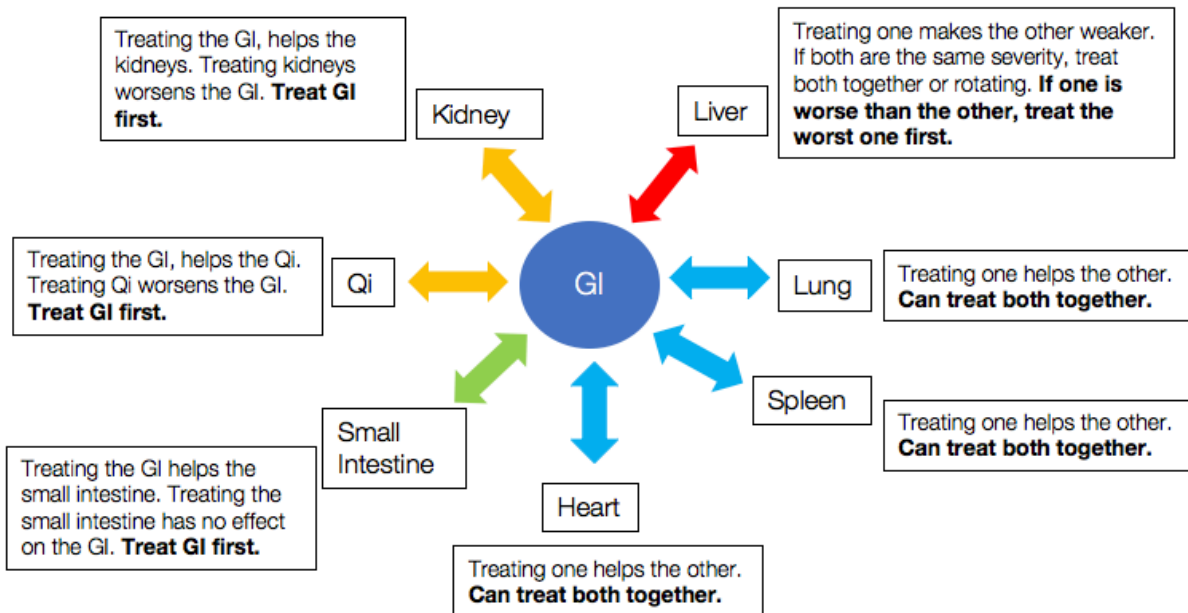 Treating the GI, helps the
kidneys. Treating kidneys
worsens the GI. Treat GI
first.
Kidney
Liver
Treating one makes the other weaker.
If both are the same severity, treat
both together or rotating. If one is
worse than the other, treat the
worst one first.
Treating the GI, helps the Qi.
Treating Qi worsens the GI.
Treat GI first.
Qi
GI
Lung
Treating one helps the other.
Can treat both together.
Spleen
Treating one helps the other.
Can treat both together.
Small
Intestine
Treating the GI helps the
small intestine. Treating the
small intestine has no effect
on the GI. Treat GI first.
Heart
Treating one helps the other.
Can treat both together.